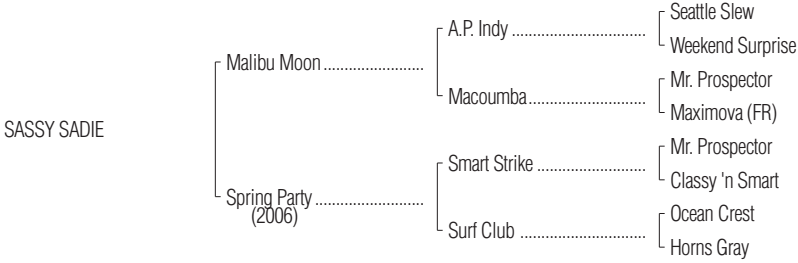 SASSY SADIE
Malibu Moon ........................
Spring Party ..........................
(2006)
A.P. Indy ................................
Macoumba............................
Smart Strike ..........................
Surf Club ..............................
Seattle Slew
Weekend Surprise
Mr. Prospector
Maximova (FR)
Mr. Prospector
Classy 'n Smart
Ocean Crest
Horns Gray